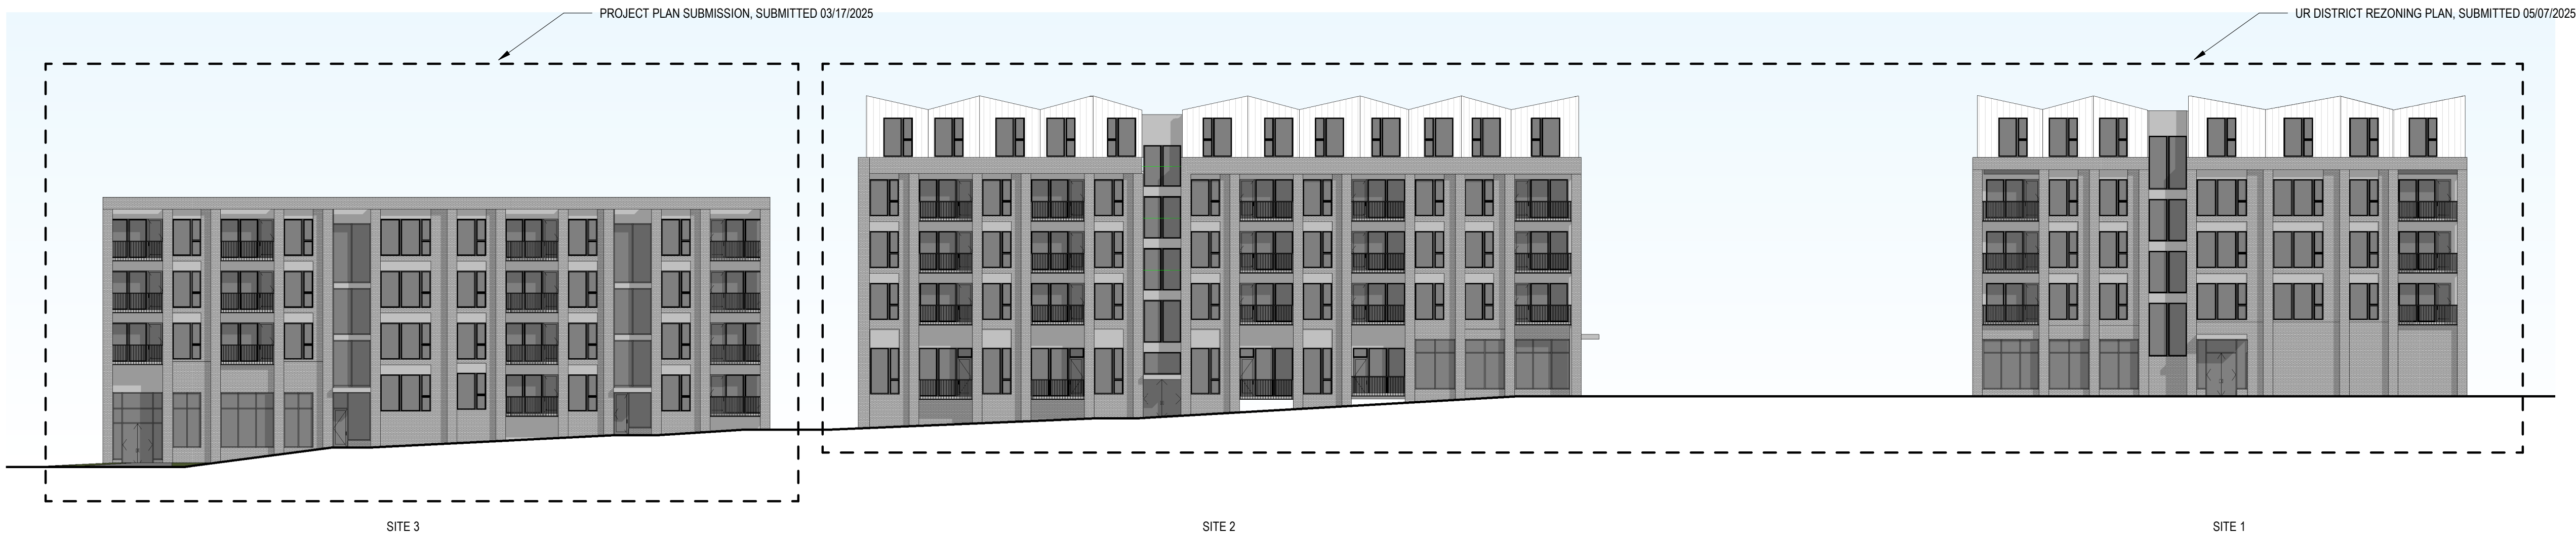 PROJECT PLAN SUBMISSION, SUBMITTED 03/17/2025
UR DISTRICT REZONING PLAN, SUBMITTED 05/07/2025
SITE 3
SITE 2
SITE 1